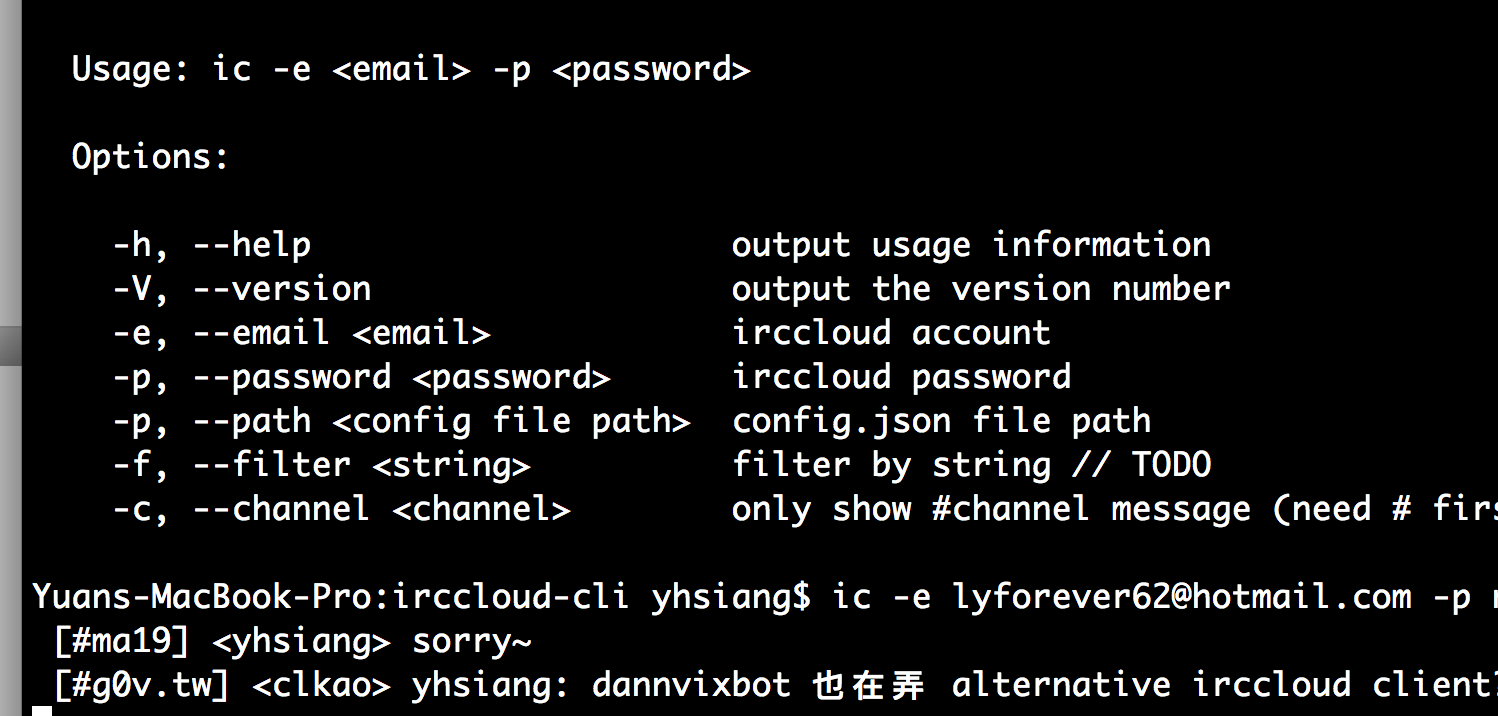 Usage: ic -e <email> -p <password>
Options:
-h, --help output usage information
-V, --version output the version number
-e, --email <email> irccloud account
-p, --password <password> irccloud password
-p, --path <config file path> config.json file path
-f, --filter <string> filter by string // TODO
-c, --channel <channel> only show #channel message (need #
Yuans-MacBook-Pro:irccloud-cli yhsiang$ ic -e lyforever62@hotmail.com -p
[#ma19] <yhsiang> sorry~
[#g0v.tw] <clkao> yhsiang: dannvixbot 也在弄 alternative irccloud client?